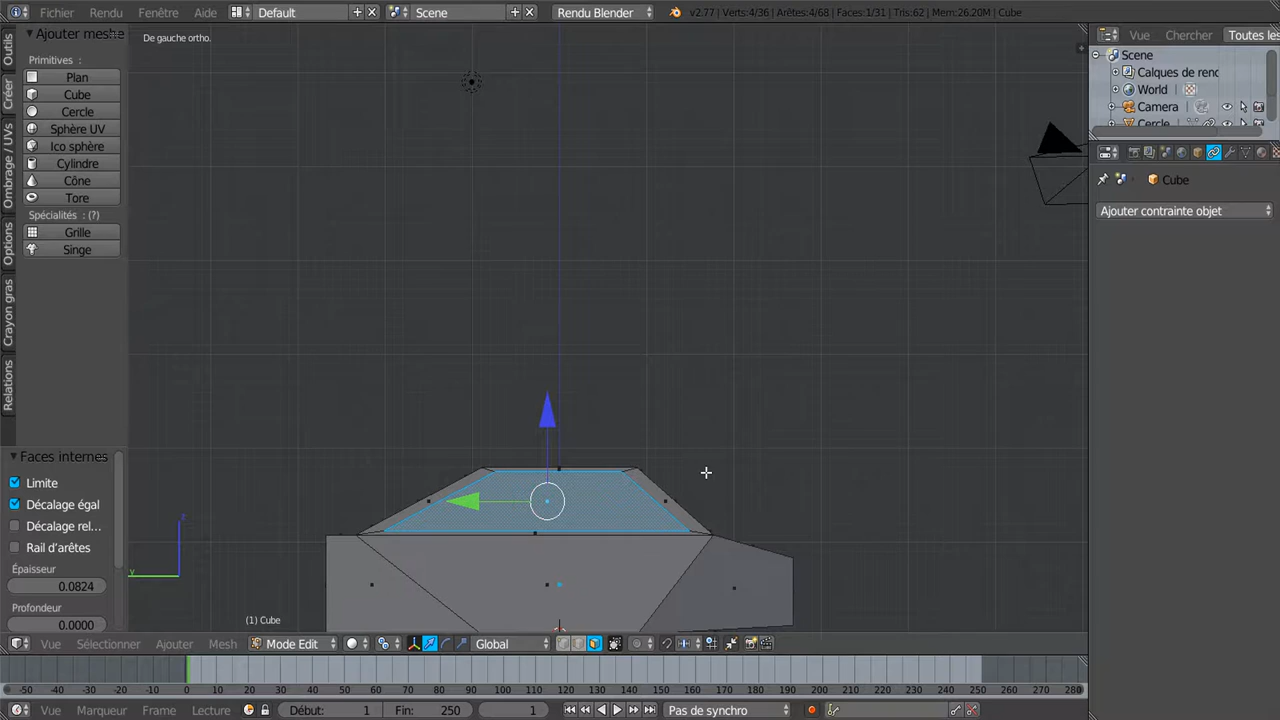 Fichier Rendu Fenêtre Aide Default Scene Rendu Blender v2.77 | Verts:4/36 | Arêtes:4/68 | Faces:1/31 | Tris:62 | Mem:26.20M | Cube
Ajouter meshe
De gauche ortho.
Vue Chercher Toutes les
Outils
Créer
Ombrage / UVs
Options
Crayon gras
Relations
Primitives :
Plan
Cube
Cercle
Sphère UV
Ico sphère
Cylindre
Cône
Tore
Spécialités : (?)
Grille
Singe
Scene
Calques de renc
World
Camera
Cercle
Cube
Ajouter contrainte objet
Faces internes
Limite
Décalage égal
Décalage rel...
Rail d'arêtes
Épaisseur
0.0824
Profondeur
0.0000
z
y
(1) Cube
Vue Sélectionner Ajouter Mesh Mode Edit Global
-50 -40 -30 -20 -10 0 10 20 30 40 50 60 70 80 90 100 110 120 130 140 150 160 170 180 190 200 210 220 230 240 250 260 270 280
Vue Marqueur Frame Lecture Début: 1 Fin: 250 1 Pas de synchro